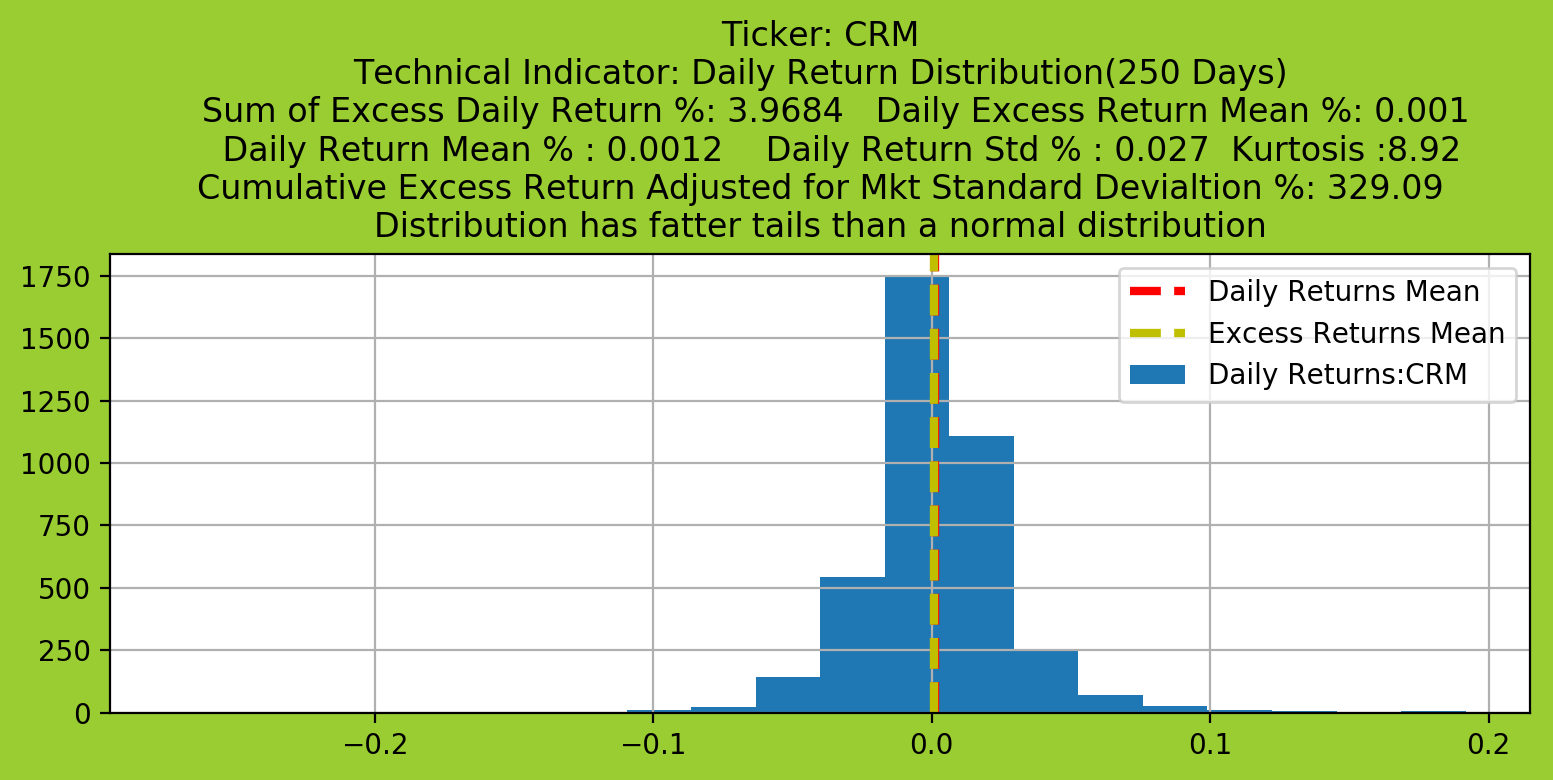 Ticker: CRM
Technical Indicator: Daily Return Distribution(250 Days)
Sum of Excess Daily Return %: 3.9684   Daily Excess Return Mean %: 0.001
Daily Return Mean % : 0.0012    Daily Return Std % : 0.027  Kurtosis :8.92
Cumulative Excess Return Adjusted for Mkt Standard Devialtion %: 329.09
Distribution has fatter tails than a normal distribution
1750
1500
1250
1000
750
500
250
0
Daily Returns Mean
Excess Returns Mean
Daily Returns:CRM
−0.2
−0.1
0.0
0.1
0.2